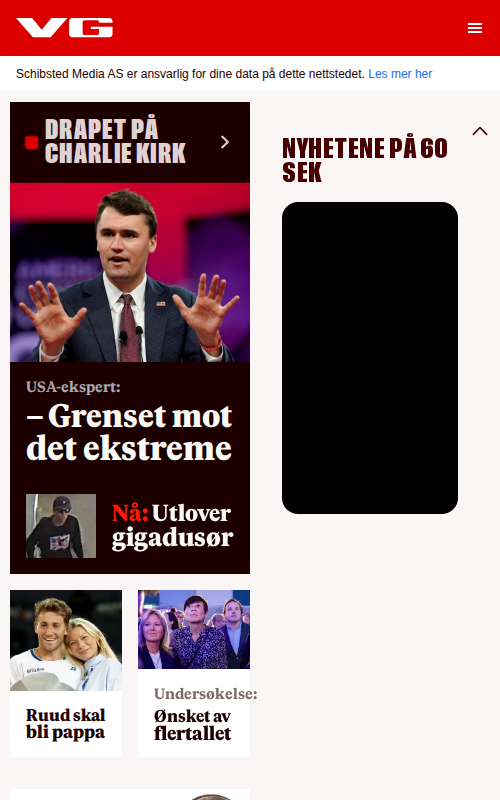 VG
Schibsted Media AS er ansvarlig for dine data på dette nettstedet. Les mer her
DRAPET PÅ
CHARLIE KIRK
USA-ekspert:
– Grenset mot
det ekstreme
Nå: Utlover
gigadusør
Ruud skal
bli pappa
Undersøkelse:
Ønsket av
flertallet
NYHETENE PÅ 60
SEK